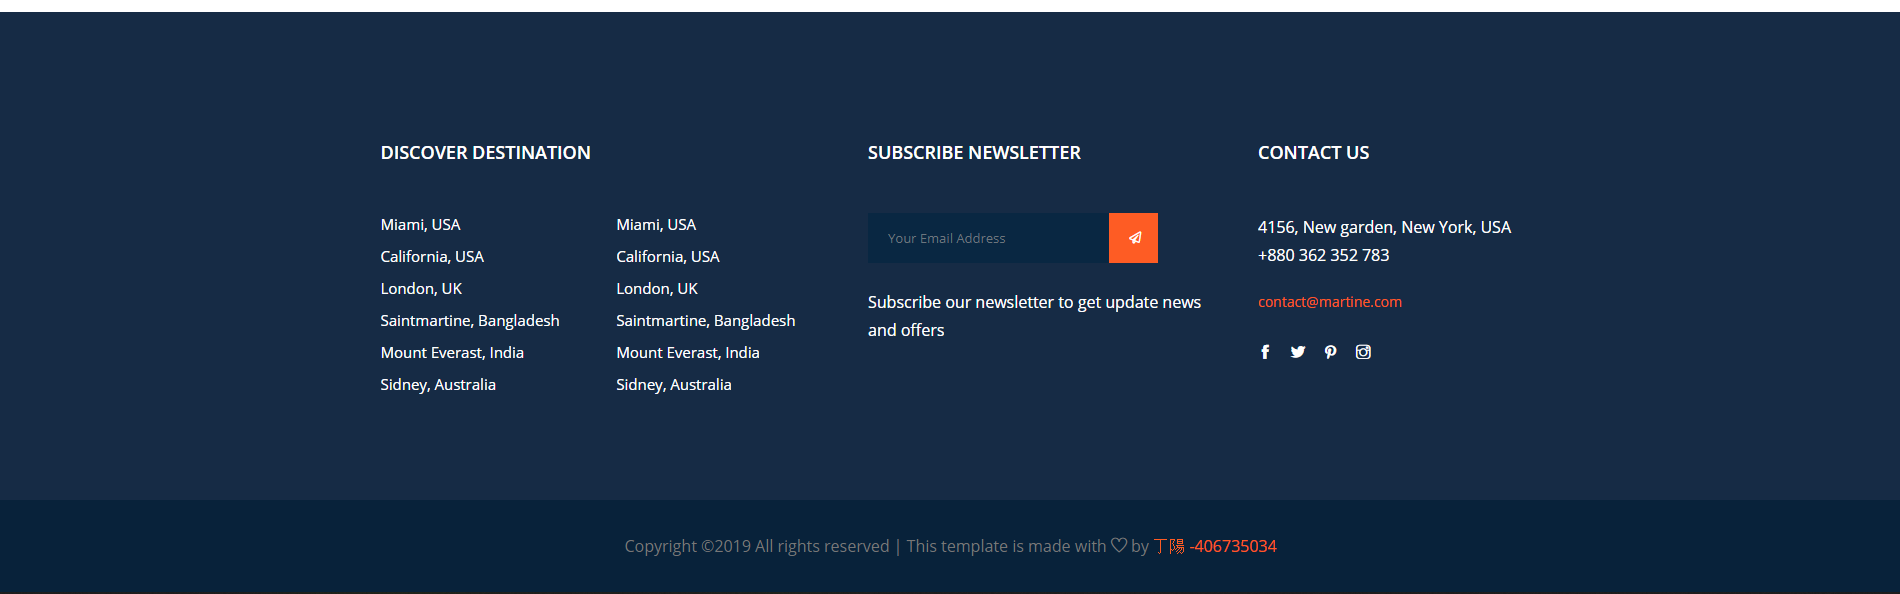 DISCOVER DESTINATION
Miami, USA
California, USA
London, UK
Saintmartine, Bangladesh
Mount Everast, India
Sidney, Australia
Miami, USA
California, USA
London, UK
Saintmartine, Bangladesh
Mount Everast, India
Sidney, Australia
SUBSCRIBE NEWSLETTER
Your Email Address
Subscribe our newsletter to get update news
and offers
CONTACT US
4156, New garden, New York, USA
+880 362 352 783
contact@martine.com
Copyright ©2019 All rights reserved | This template is made with ♡ by 丁陽 -406735034